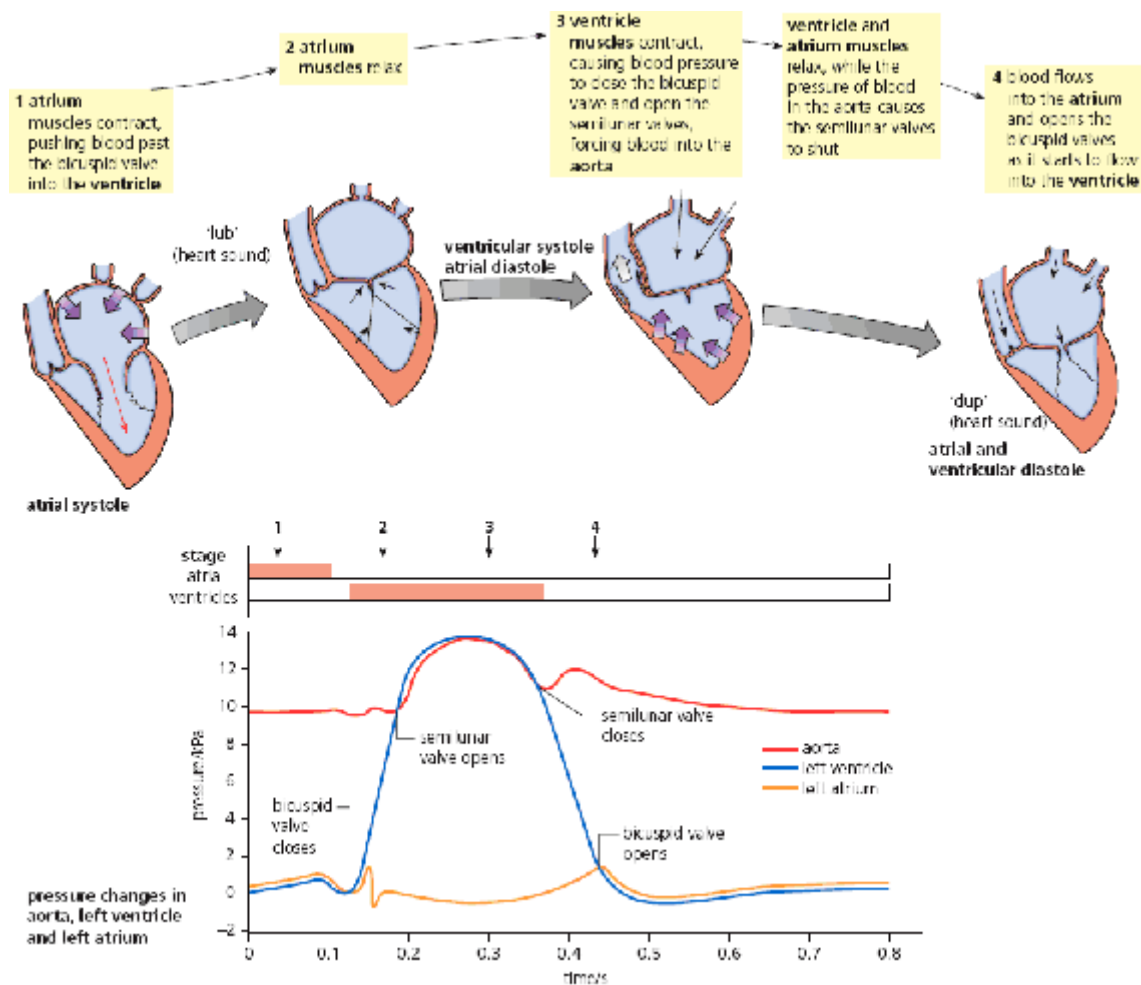 1 atrium
muscles contract,
pushing blood past
the bicuspid valve
into the ventricle
2 atrium
muscles relax
3 ventricle
muscles contract,
causing blood pressure
to close the bicuspid
valve and open the
semilunar valves,
forcing blood into the
aorta
ventricle and
atrium muscles
relax, while the
pressure of blood
in the aorta causes
the semilunar valves
to shut
4 blood flows
into the atrium
and opens the
bicuspid valves
as it starts to flow
into the ventricle
'lub'
(heart sound)
ventricular systole
atrial diastole
'dup'
(heart sound)
atrial and
ventricular diastole
atrial systole
1 2 3 4
stage
atria
ventricles
14
12
10
8
6
4
2
0
−2
pressure/kPa
semilunar
valve opens
semilunar valve
closes
aorta
left ventricle
left atrium
bicuspid
valve
closes
bicuspid valve
opens
pressure changes in
aorta, left ventricle
and left atrium
0 0.1 0.2 0.3 0.4 0.5 0.6 0.7 0.8
time/s